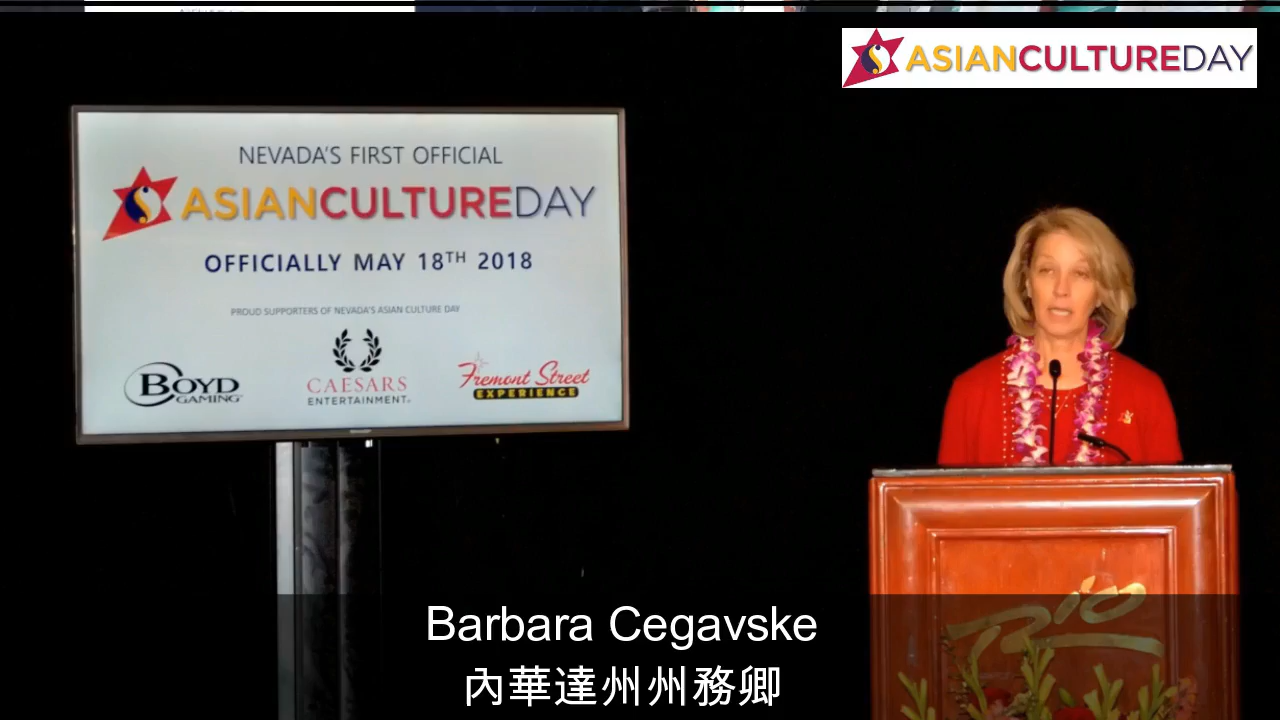 ASIANCULTUREDAY
NEVADA'S FIRST OFFICIAL
ASIANCULTUREDAY
OFFICIALLY MAY 18TH 2018
PROUD SUPPORTERS OF NEVADA'S ASIAN CULTURE DAY
BOYD GAMING
CAESARS ENTERTAINMENT
Fremont Street EXPERIENCE
Rio
Barbara Cegavske
內華達州州務卿